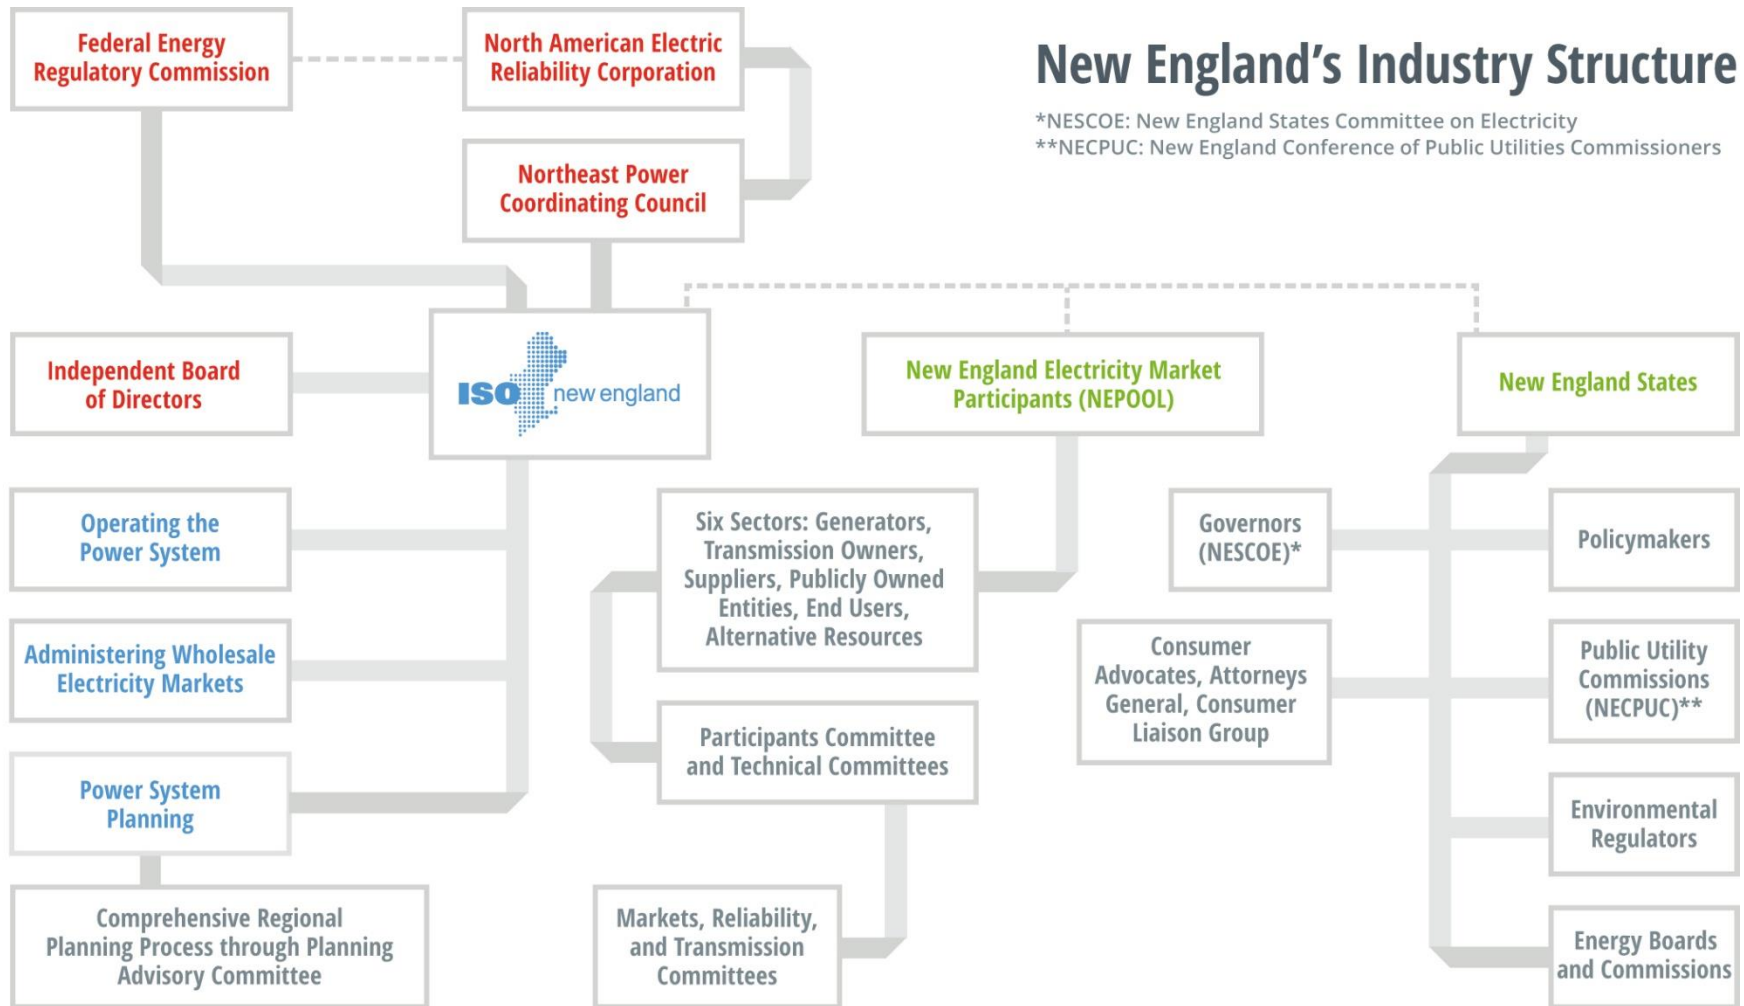 Federal Energy
Regulatory Commission
North American Electric
Reliability Corporation
New England’s Industry Structure
*NESCOE: New England States Committee on Electricity
**NECPUC: New England Conference of Public Utilities Commissioners
Northeast Power
Coordinating Council
Independent Board
of Directors
ISO new england
New England Electricity Market
Participants (NEPOOL)
New England States
Operating the
Power System
Administering Wholesale
Electricity Markets
Power System
Planning
Comprehensive Regional
Planning Process through Planning
Advisory Committee
Six Sectors: Generators,
Transmission Owners,
Suppliers, Publicly Owned
Entities, End Users,
Alternative Resources
Participants Committee
and Technical Committees
Markets, Reliability,
and Transmission
Committees
Governors
(NESCOE)*
Consumer
Advocates, Attorneys
General, Consumer
Liaison Group
Policymakers
Public Utility
Commissions
(NECPUC)**
Environmental
Regulators
Energy Boards
and Commissions